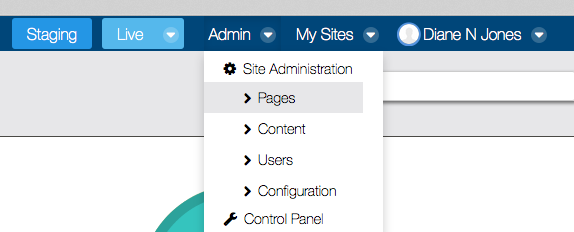 Staging Live Admin My Sites Diane N Jones
Site Administration
Pages
Content
Users
Configuration
Control Panel